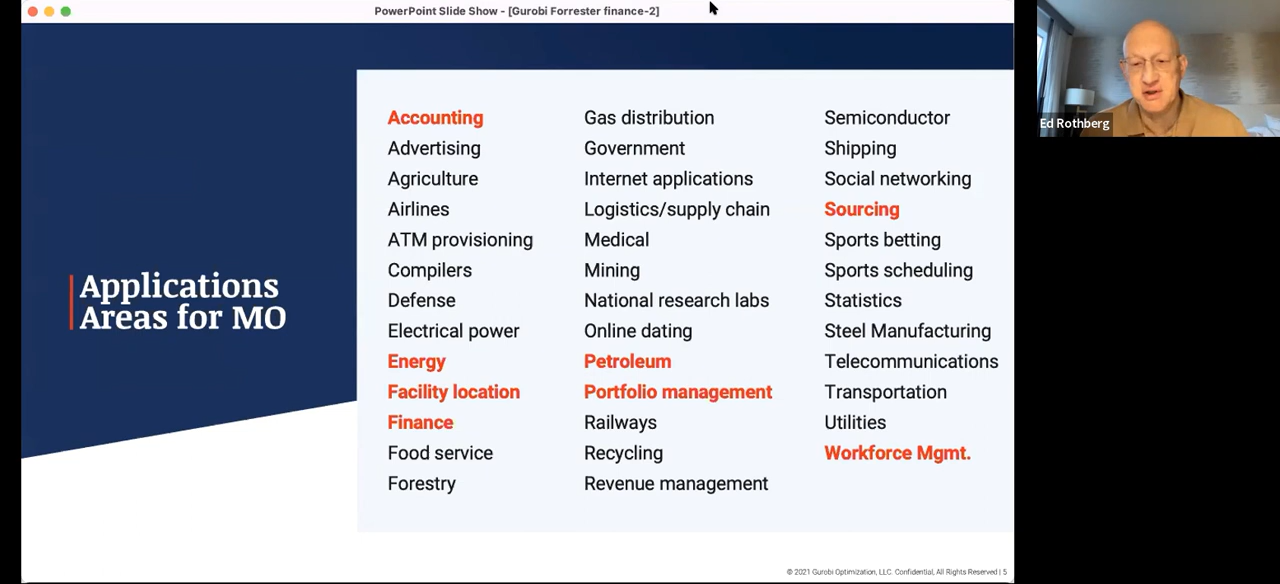 PowerPoint Slide Show - [Gurobi Forrester finance-2]
Ed Rothberg
Applications
Areas for MO
Accounting
Advertising
Agriculture
Airlines
ATM provisioning
Compilers
Defense
Electrical power
Energy
Facility location
Finance
Food service
Forestry
Gas distribution
Government
Internet applications
Logistics/supply chain
Medical
Mining
National research labs
Online dating
Petroleum
Portfolio management
Railways
Recycling
Revenue management
Semiconductor
Shipping
Social networking
Sourcing
Sports betting
Sports scheduling
Statistics
Steel Manufacturing
Telecommunications
Transportation
Utilities
Workforce Mgmt.
© 2021 Gurobi Optimization, LLC. Confidential, All Rights Reserved | 5